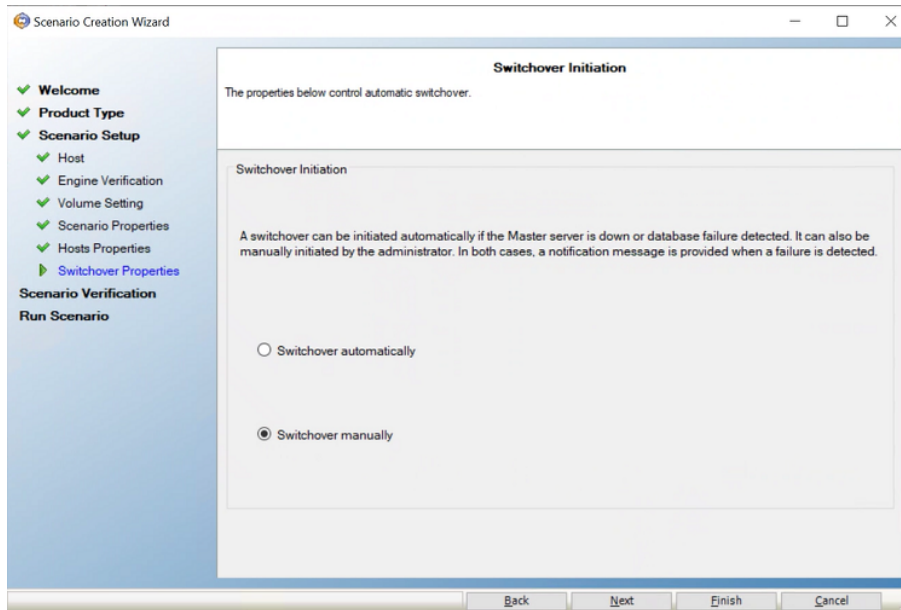 Scenario Creation Wizard
Switchover Initiation
The properties below control automatic switchover.
Welcome
Product Type
Scenario Setup
Host
Engine Verification
Volume Setting
Scenario Properties
Hosts Properties
Switchover Properties
Scenario Verification
Run Scenario
Switchover Initiation
A switchover can be initiated automatically if the Master server is down or database failure detected. It can also be
manually initiated by the administrator. In both cases, a notification message is provided when a failure is detected.
Switchover automatically
Switchover manually
Back
Next
Finish
Cancel